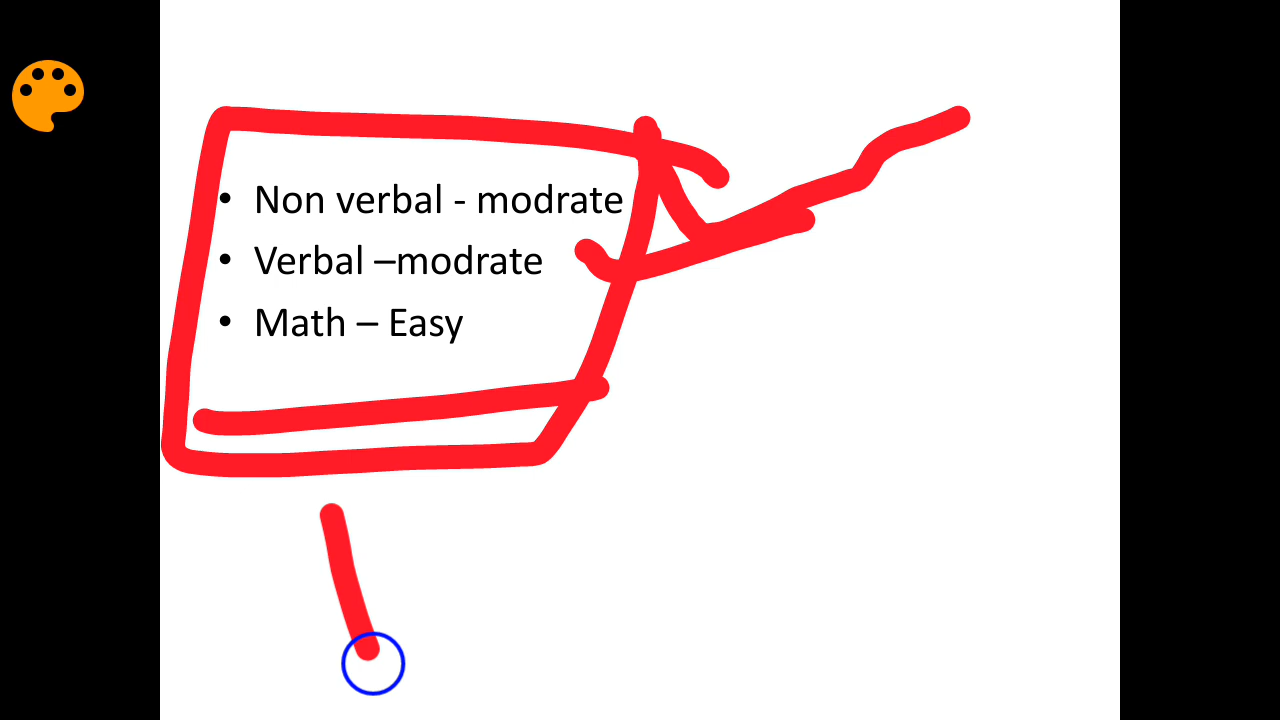 • Non verbal - modrate
• Verbal –modrate
• Math – Easy